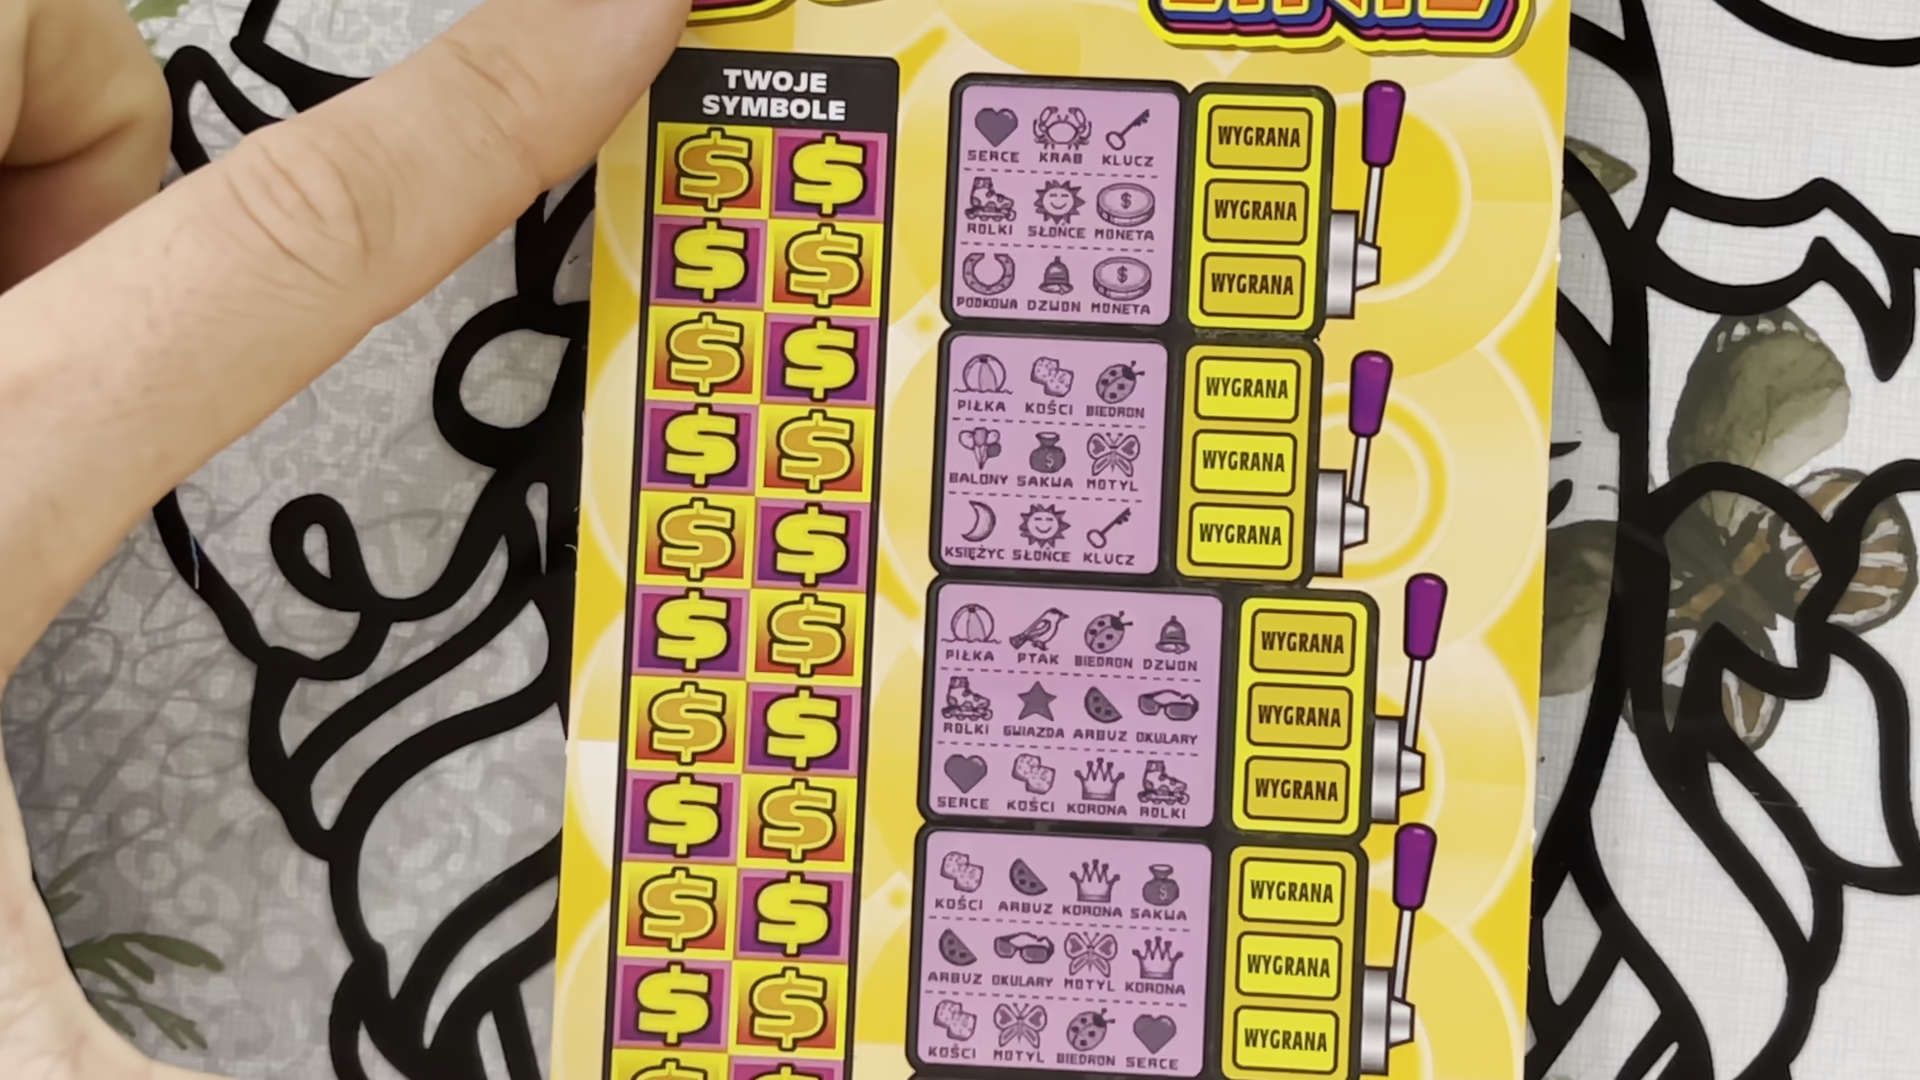 TWOJE
SYMBOLE
SERCE KRAB KLUCZ
WYGRANA
ROLKI SŁOŃCE MONETA
WYGRANA
PODKOWA DZWON MONETA
WYGRANA
PIŁKA KOŚCI BIEDRON
WYGRANA
BALONY SAKWA MOTYL
WYGRANA
KSIĘŻYC SŁOŃCE KLUCZ
WYGRANA
PIŁKA PTAK BIEDRON DZWON
WYGRANA
ROLKI GWIAZDA ARBUZ OKULARY
WYGRANA
SERCE KOŚCI KORONA ROLKI
WYGRANA
KOŚCI ARBUZ KORONA SAKWA
WYGRANA
ARBUZ OKULARY MOTYL KORONA
WYGRANA
KOŚCI MOTYL BIEDRON SERCE
WYGRANA